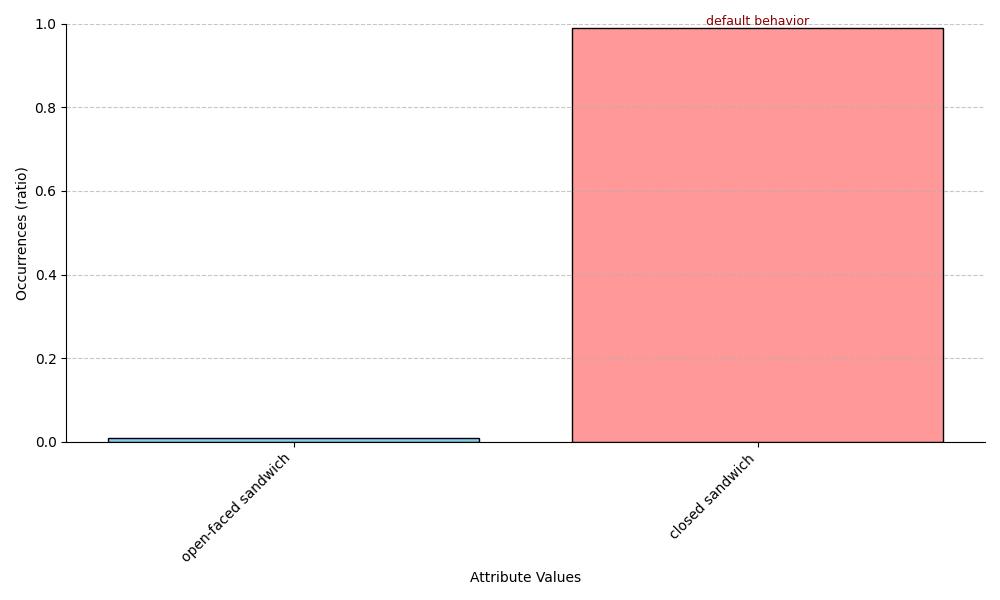 default behavior
1.0
0.8
0.6
0.4
0.2
0.0
Occurrences (ratio)
open-faced sandwich
closed sandwich
Attribute Values